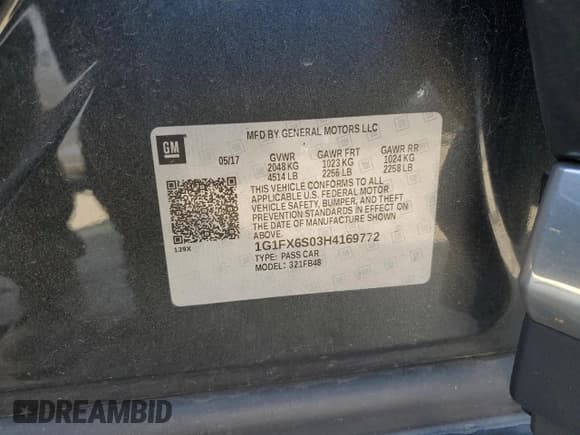 MFD BY GENERAL MOTORS LLC
GM
05/17 GVWR GAWR FRT GAWR RR
2048 KG 1023 KG 1024 KG
4514 LB 2256 LB 2258 LB
THIS VEHICLE CONFORMS TO ALL
APPLICABLE U.S. FEDERAL MOTOR
VEHICLE SAFETY, BUMPER, AND THEFT
PREVENTION STANDARDS IN EFFECT ON
THE DATE OF MANUFACTURE SHOWN
ABOVE.
139X
1G1FX6S03H4169772
TYPE: PASS CAR
MODEL: 321FB48
DREAMBID